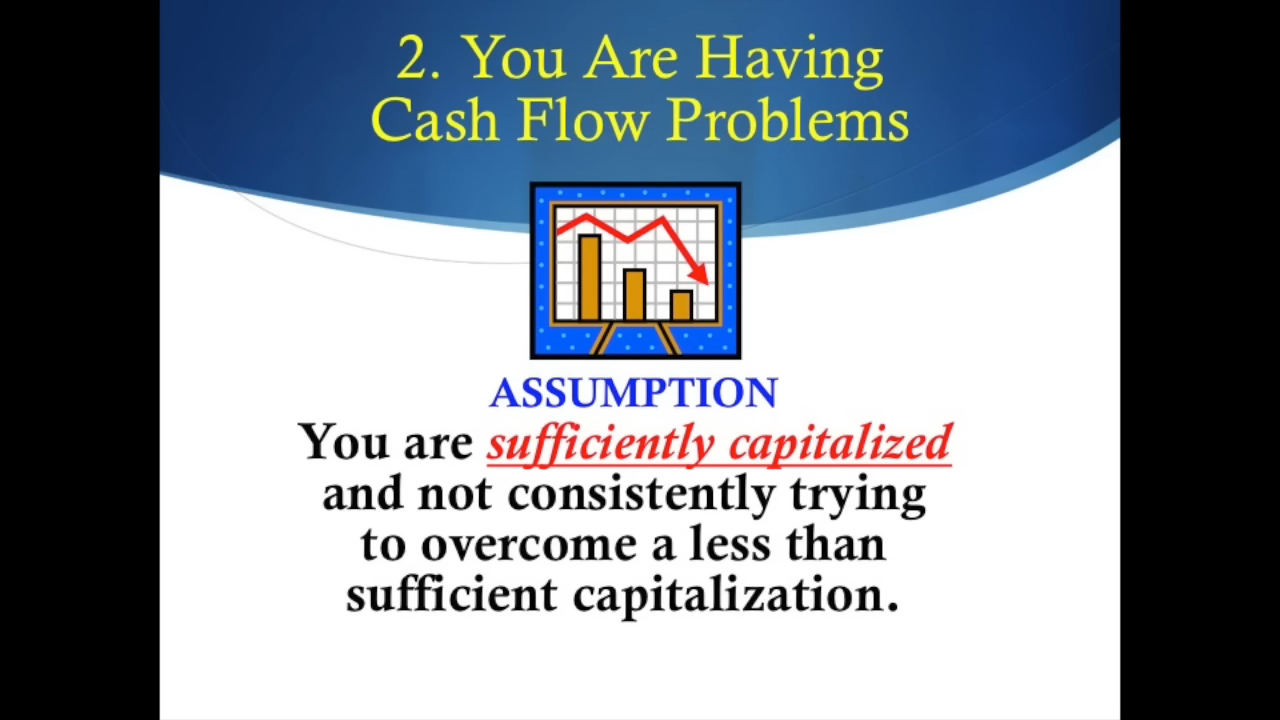 2. You Are Having
Cash Flow Problems
ASSUMPTION
You are sufficiently capitalized
and not consistently trying
to overcome a less than
sufficient capitalization.